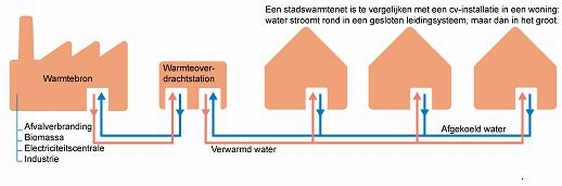 Een stadswarmtenet is te vergelijken met een cv-installatie in een woning:
water stroomt rond in een gesloten leidingsysteem, maar dan in het groot.
Warmtebron
Warmteover-
drachtstation
Afvalverbranding
Biomassa
Electriciteitscentrale
Industrie
Verwarmd water
Afgekoeld water